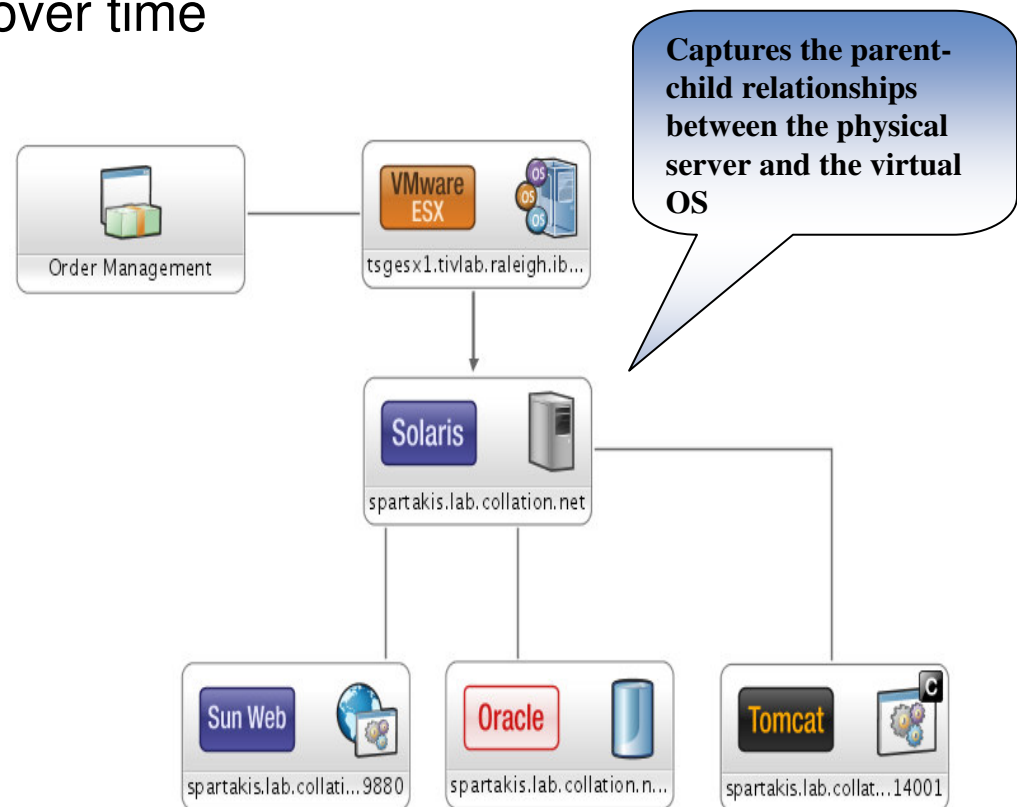 over time
Captures the parent-
child relationships
between the physical
server and the virtual
OS
VMware
ESX
OS
OS
OS
Order Management
tsgesx1.tivlab.raleigh.ib...
Solaris
spartakis.lab.collation.net
Sun Web
Oracle
Tomcat
C
spartakis.lab.collati...9880
spartakis.lab.collation.n...
spartakis.lab.collat...14001